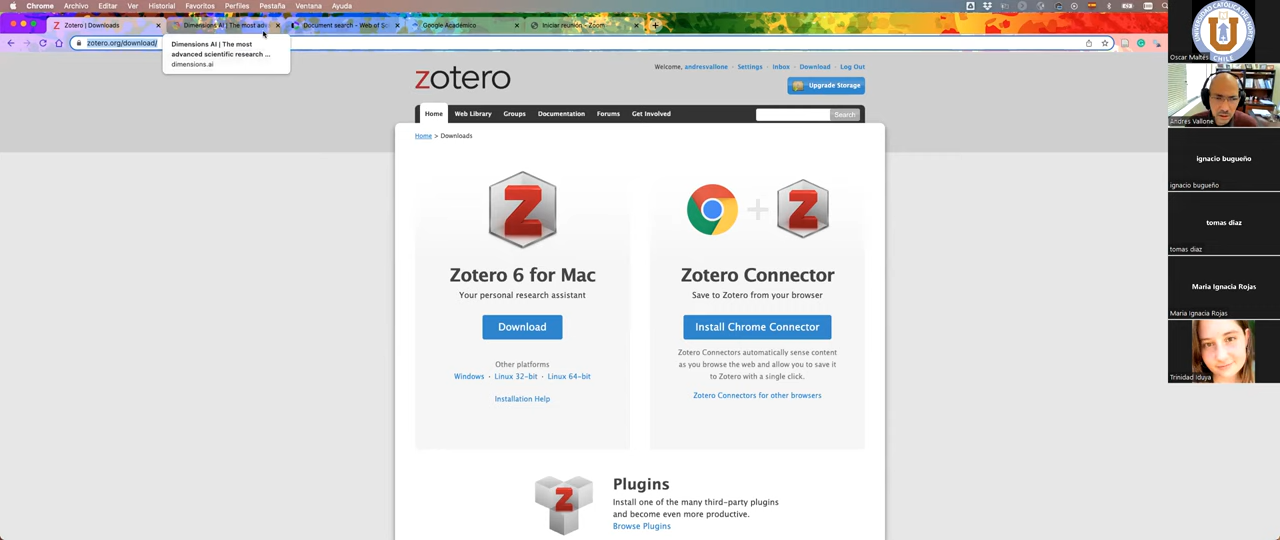 Chrome Archivo Editar Ver Historial Favoritos Perfiles Pestaña Ventana Ayuda
Zotero | Downloads
Dimensions AI | The most ad
Document search - Web of Sc
Google Académico
Iniciar reunión - Zoom
zotero.org/download/
Dimensions AI | The most
advanced scientific research ...
dimensions.ai
zotero
Welcome, andresvallone Settings Inbox Download Log Out
Upgrade Storage
Home Web Library Groups Documentation Forums Get Involved
Search
Home > Downloads
Zotero 6 for Mac
Your personal research assistant
Download
Other platforms
Windows · Linux 32-bit · Linux 64-bit
Installation Help
Zotero Connector
Save to Zotero from your browser
Install Chrome Connector
Zotero Connectors automatically sense content
as you browse the web and allow you to save it
to Zotero with a single click.
Zotero Connectors for other browsers
Plugins
Install one of the many third-party plugins
and become even more productive.
Browse Plugins
Oscar Maltés
Andres Vallone
ignacio bugueño
ignacio bugueño
tomas diaz
tomas diaz
Maria Ignacia Rojas
Maria Ignacia Rojas
Trinidad Iduya